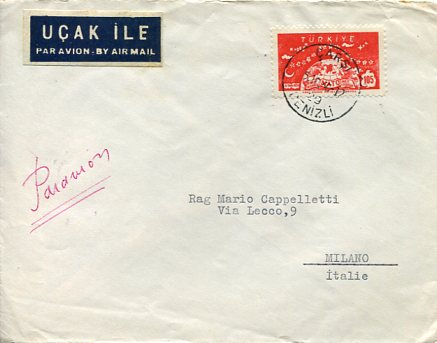 UÇAK İLE
PAR AVION - BY AIR MAIL
TÜRKİYE
105
DENİZLİ
Paravion
Rag Mario Cappelletti
Via Lecco,9
MILANO
İtalie